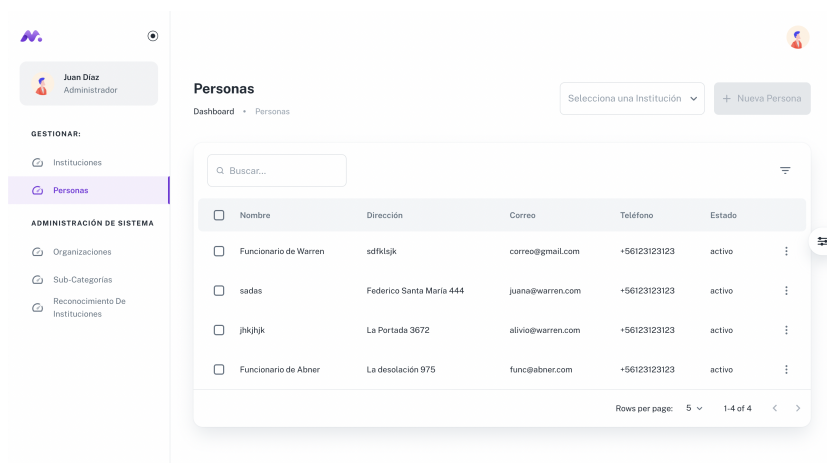 Juan Díaz
Administrador
GESTIONAR:
Instituciones
Personas
ADMINISTRACIÓN DE SISTEMA
Organizaciones
Sub-Categorías
Reconocimiento De
Instituciones
Personas
Dashboard • Personas
Selecciona una Institución
+ Nueva Persona
Buscar...
Nombre Dirección Correo Teléfono Estado
Funcionario de Warren sdfklsjk correo@gmail.com +56123123123 activo
sadas Federico Santa María 444 juana@warren.com +56123123123 activo
jhkjhjk La Portada 3672 alivio@warren.com +56123123123 activo
Funcionario de Abner La desolación 975 func@abner.com +56123123123 activo
Rows per page: 5 1-4 of 4